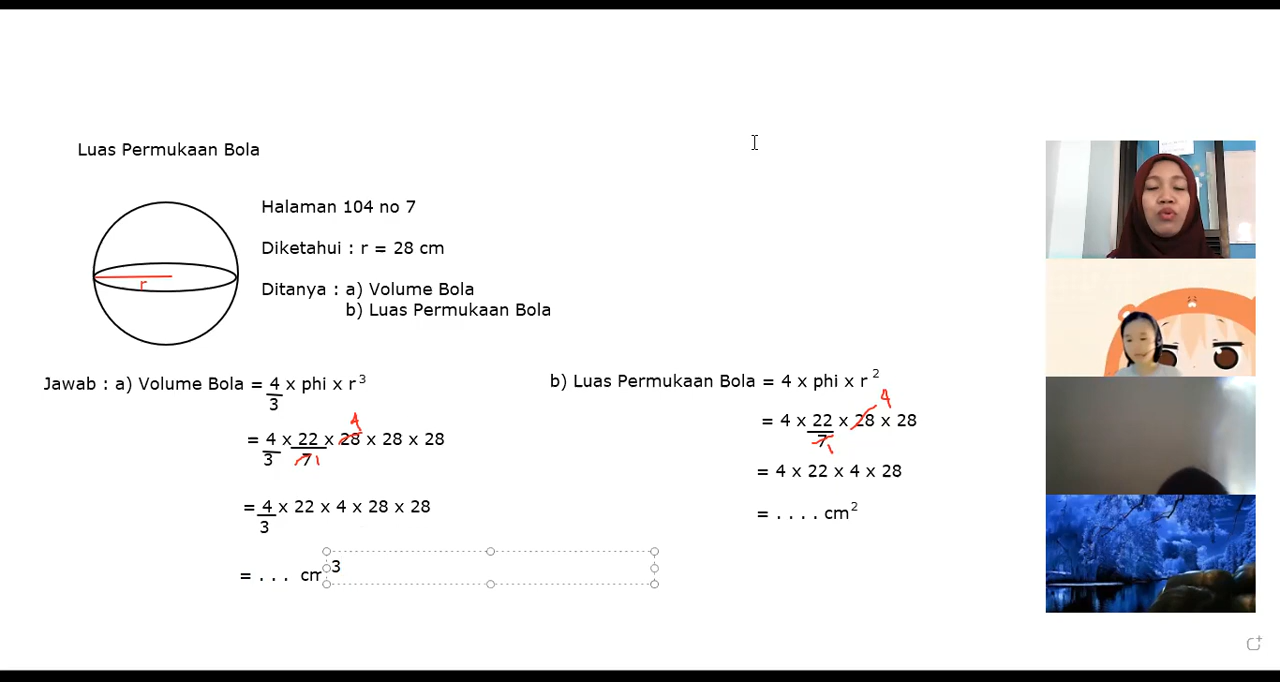 Luas Permukaan Bola
r
Halaman 104 no 7
Diketahui : r = 28 cm
Ditanya : a) Volume Bola
b) Luas Permukaan Bola
Jawab : a) Volume Bola = 4/3 x phi x r³
= 4/3 x 22/7 x 28 x 28 x 28
4
1
= 4/3 x 22 x 4 x 28 x 28
= . . . cm³
b) Luas Permukaan Bola = 4 x phi x r²
= 4 x 22/7 x 28 x 28
4
1
= 4 x 22 x 4 x 28
= . . . . cm²